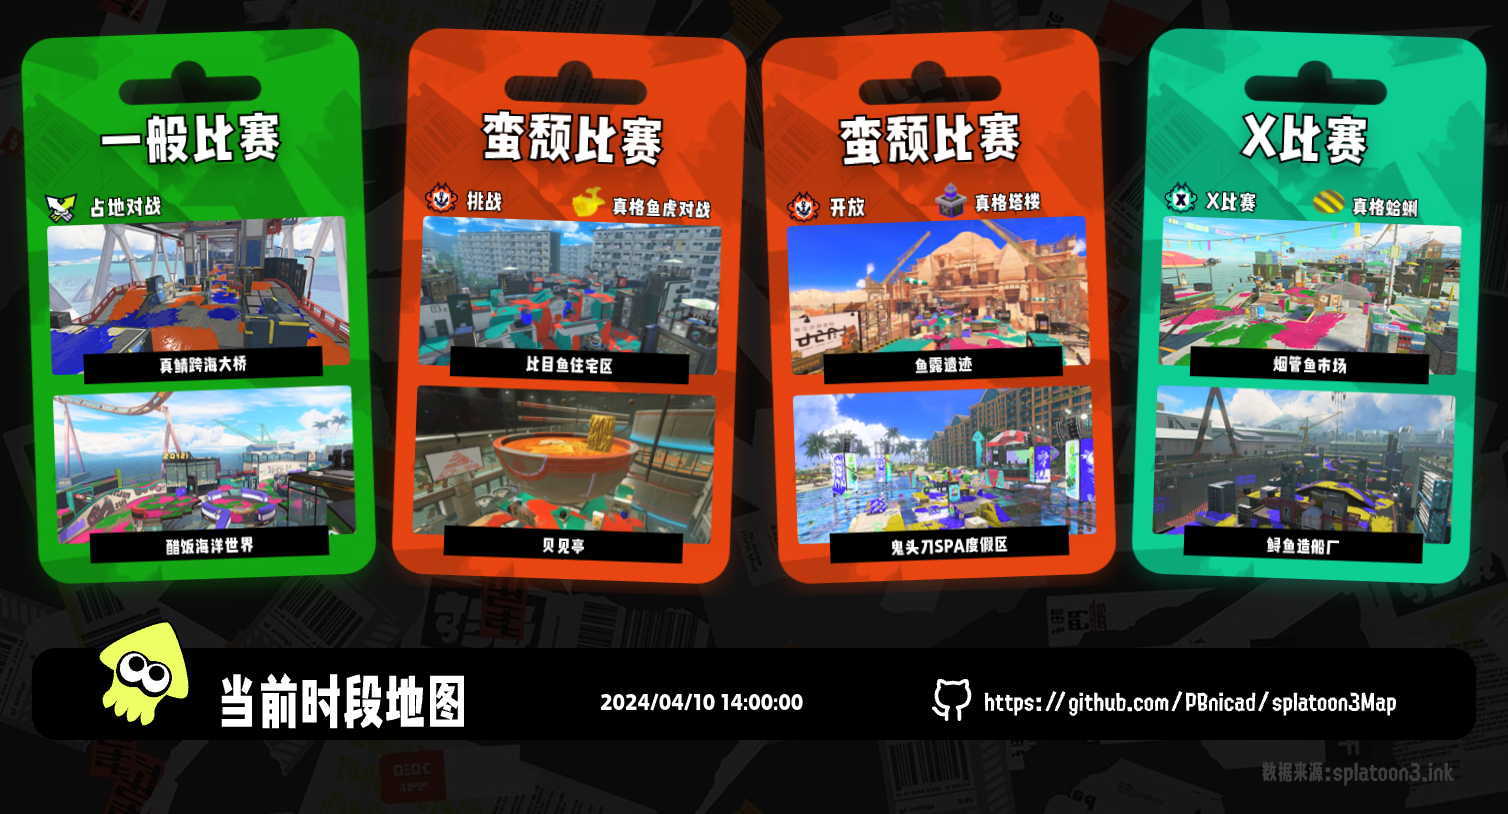 一般比赛
占地对战
真鲷跨海大桥
醋饭海洋世界
蛮颓比赛
挑战
真格鱼虎对战
比目鱼住宅区
贝见亭
蛮颓比赛
开放
真格塔楼
鱼露遗迹
鬼头刀SPA度假区
X比赛
X比赛
真格蛤蜊
烟管鱼市场
鲟鱼造船厂
当前时段地图
2024/04/10 14:00:00
https://github.com/PBnicad/splatoon3Map
数据来源:splatoon3.ink